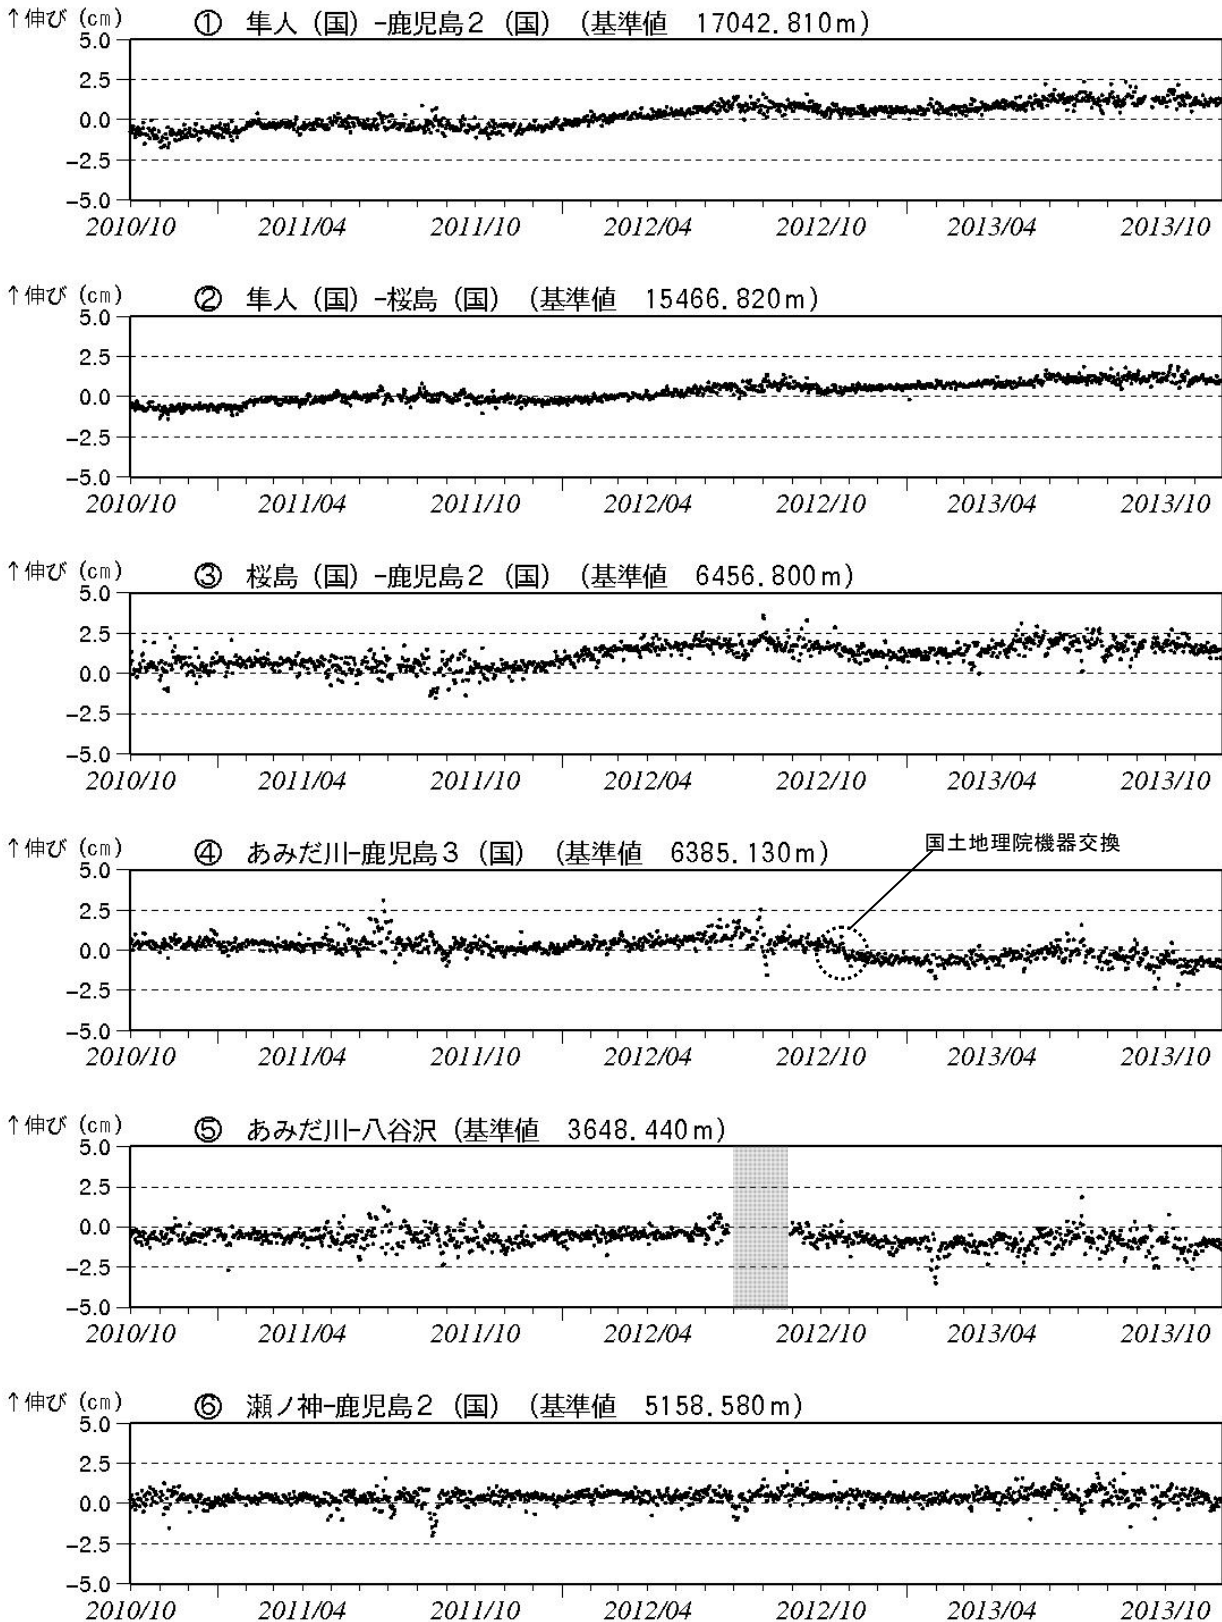 ↑伸び (cm) ① 隼人（国）-鹿児島２（国）（基準値 17042.810m）
5.0
2.5
0.0
-2.5
-5.0
2010/10 2011/04 2011/10 2012/04 2012/10 2013/04 2013/10
↑伸び (cm) ② 隼人（国）-桜島（国）（基準値 15466.820m）
5.0
2.5
0.0
-2.5
-5.0
2010/10 2011/04 2011/10 2012/04 2012/10 2013/04 2013/10
↑伸び (cm) ③ 桜島（国）-鹿児島２（国）（基準値 6456.800m）
5.0
2.5
0.0
-2.5
-5.0
2010/10 2011/04 2011/10 2012/04 2012/10 2013/04 2013/10
↑伸び (cm) ④ あみだ川-鹿児島３（国）（基準値 6385.130m）
国土地理院機器交換
5.0
2.5
0.0
-2.5
-5.0
2010/10 2011/04 2011/10 2012/04 2012/10 2013/04 2013/10
↑伸び (cm) ⑤ あみだ川-八谷沢（基準値 3648.440m）
5.0
2.5
0.0
-2.5
-5.0
2010/10 2011/04 2011/10 2012/04 2012/10 2013/04 2013/10
↑伸び (cm) ⑥ 瀬ノ神-鹿児島２（国）（基準値 5158.580m）
5.0
2.5
0.0
-2.5
-5.0
2010/10 2011/04 2011/10 2012/04 2012/10 2013/04 2013/10